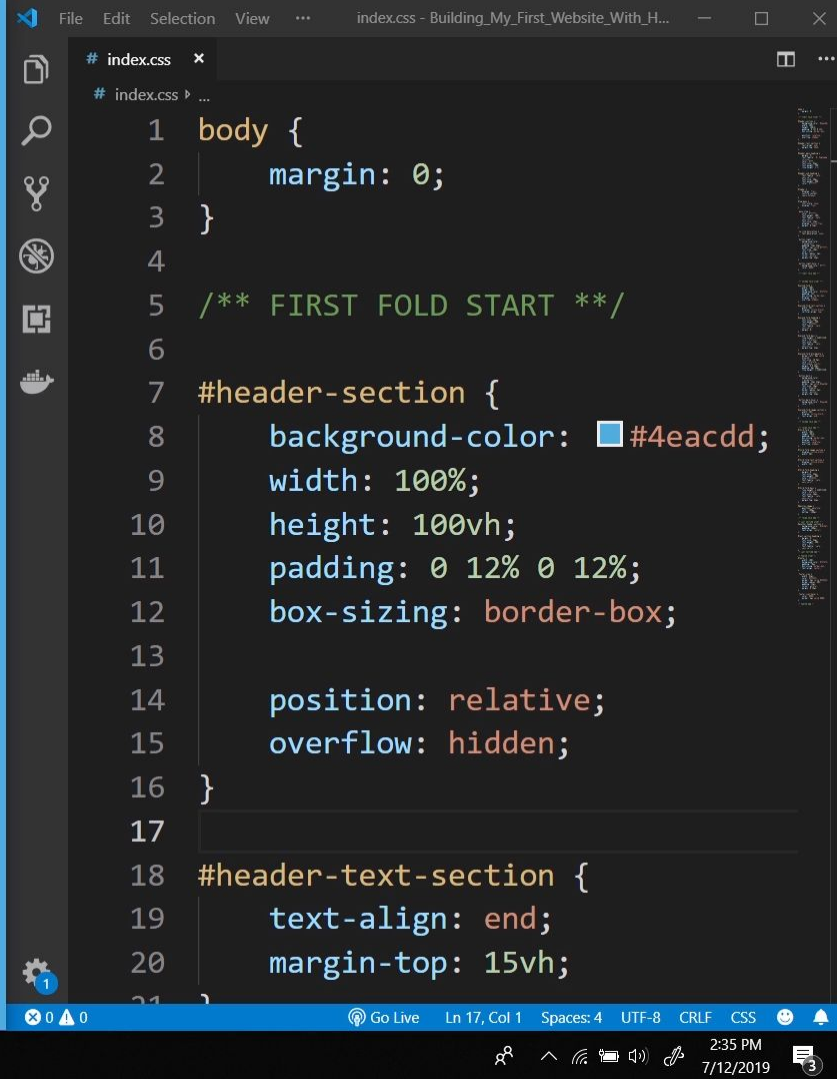 File Edit Selection View ··· index.css - Building_My_First_Website_With_H...
# index.css ×
# index.css ...
1 body {
2 margin: 0;
3 }
4
5 /** FIRST FOLD START **/
6
7 #header-section {
8 background-color: #4eacdd;
9 width: 100%;
10 height: 100vh;
11 padding: 0 12% 0 12%;
12 box-sizing: border-box;
13
14 position: relative;
15 overflow: hidden;
16 }
17
18 #header-text-section {
19 text-align: end;
20 margin-top: 15vh;
21 }
1
0 0 Go Live Ln 17, Col 1 Spaces: 4 UTF-8 CRLF CSS
2:35 PM
7/12/2019
3